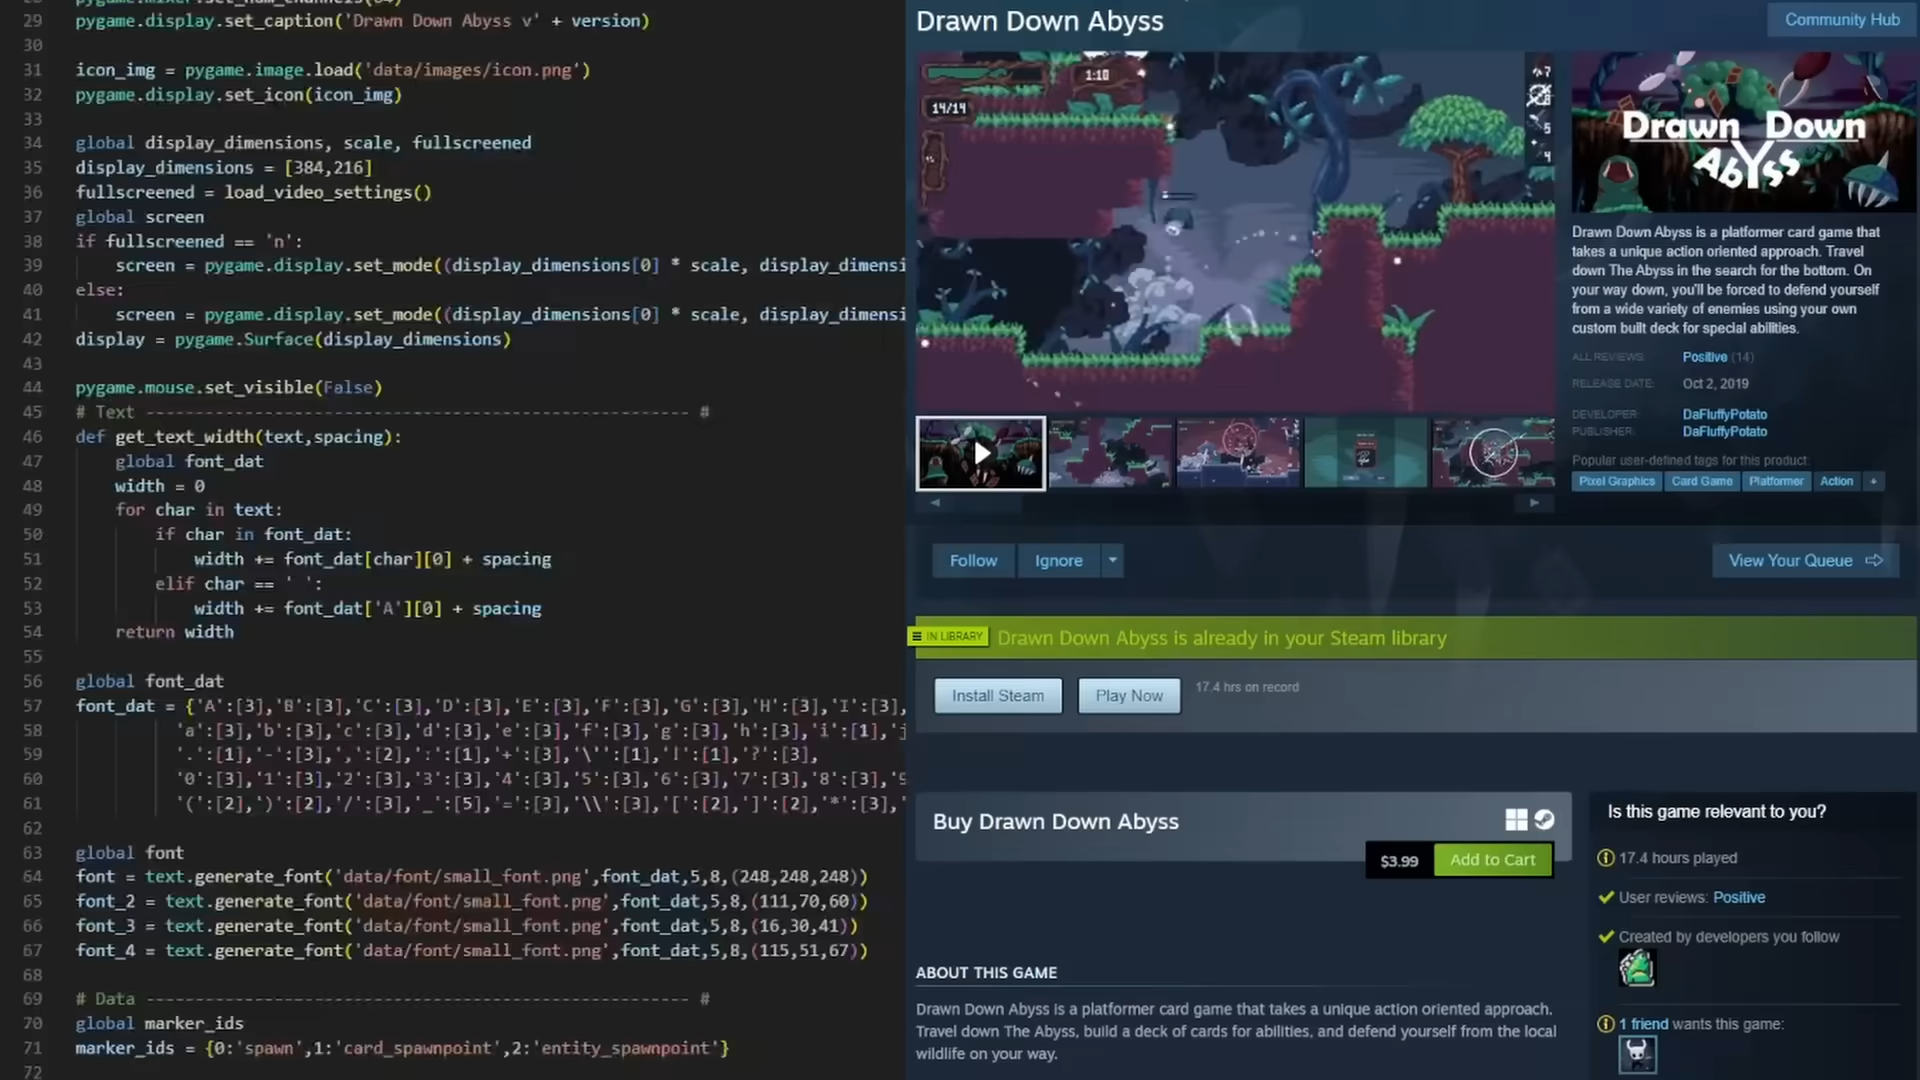 29 pygame.display.set_caption('Drawn Down Abyss v' + version)
30
31 icon_img = pygame.image.load('data/images/icon.png')
32 pygame.display.set_icon(icon_img)
33
34 global display_dimensions, scale, fullscreened
35 display_dimensions = [384,216]
36 fullscreened = load_video_settings()
37 global screen
38 if fullscreened == 'n':
39 screen = pygame.display.set_mode((display_dimensions[0] * scale, display_dimensi
40 else:
41 screen = pygame.display.set_mode((display_dimensions[0] * scale, display_dimensi
42 display = pygame.Surface(display_dimensions)
43
44 pygame.mouse.set_visible(False)
45 # Text ------------------------------------------------------- #
46 def get_text_width(text,spacing):
47 global font_dat
48 width = 0
49 for char in text:
50 if char in font_dat:
51 width += font_dat[char][0] + spacing
52 elif char == ' ':
53 width += font_dat['A'][0] + spacing
54 return width
55
56 global font_dat
57 font_dat = {'A':[3],'B':[3],'C':[3],'D':[3],'E':[3],'F':[3],'G':[3],'H':[3],'I':[3],
58 'a':[3],'b':[3],'c':[3],'d':[3],'e':[3],'f':[3],'g':[3],'h':[3],'i':[1],'j
59 '.':[1],'-':[3],',':[2],':':[1],'+':[3],'\'':[1],'!':[1],'?':[3],
60 '0':[3],'1':[3],'2':[3],'3':[3],'4':[3],'5':[3],'6':[3],'7':[3],'8':[3],'9
61 '(':[2],')':[2],'/':[3],'_':[5],'=':[3],'\\':[3],'[':[2],']':[2],'*':[3],'
62
63 global font
64 font = text.generate_font('data/font/small_font.png',font_dat,5,8,(248,248,248))
65 font_2 = text.generate_font('data/font/small_font.png',font_dat,5,8,(111,70,60))
66 font_3 = text.generate_font('data/font/small_font.png',font_dat,5,8,(16,30,41))
67 font_4 = text.generate_font('data/font/small_font.png',font_dat,5,8,(115,51,67))
68
69 # Data ------------------------------------------------------- #
70 global marker_ids
71 marker_ids = {0:'spawn',1:'card_spawnpoint',2:'entity_spawnpoint'}
72
Drawn Down Abyss
Community Hub
1:10
14/14
7
5
4
Drawn Down
Abyss
Drawn Down Abyss is a platformer card game that
takes a unique action oriented approach. Travel
down The Abyss in the search for the bottom. On
your way down, you'll be forced to defend yourself
from a wide variety of enemies using your own
custom built deck for special abilities.
ALL REVIEWS: Positive (14)
RELEASE DATE: Oct 2, 2019
DEVELOPER: DaFluffyPotato
PUBLISHER: DaFluffyPotato
Popular user-defined tags for this product:
Pixel Graphics Card Game Platformer Action +
Follow Ignore
View Your Queue
IN LIBRARY Drawn Down Abyss is already in your Steam library
Install Steam Play Now 17.4 hrs on record
Buy Drawn Down Abyss
$3.99 Add to Cart
Is this game relevant to you?
17.4 hours played
User reviews: Positive
Created by developers you follow
1 friend wants this game:
ABOUT THIS GAME
Drawn Down Abyss is a platformer card game that takes a unique action oriented approach.
Travel down The Abyss, build a deck of cards for abilities, and defend yourself from the local
wildlife on your way.